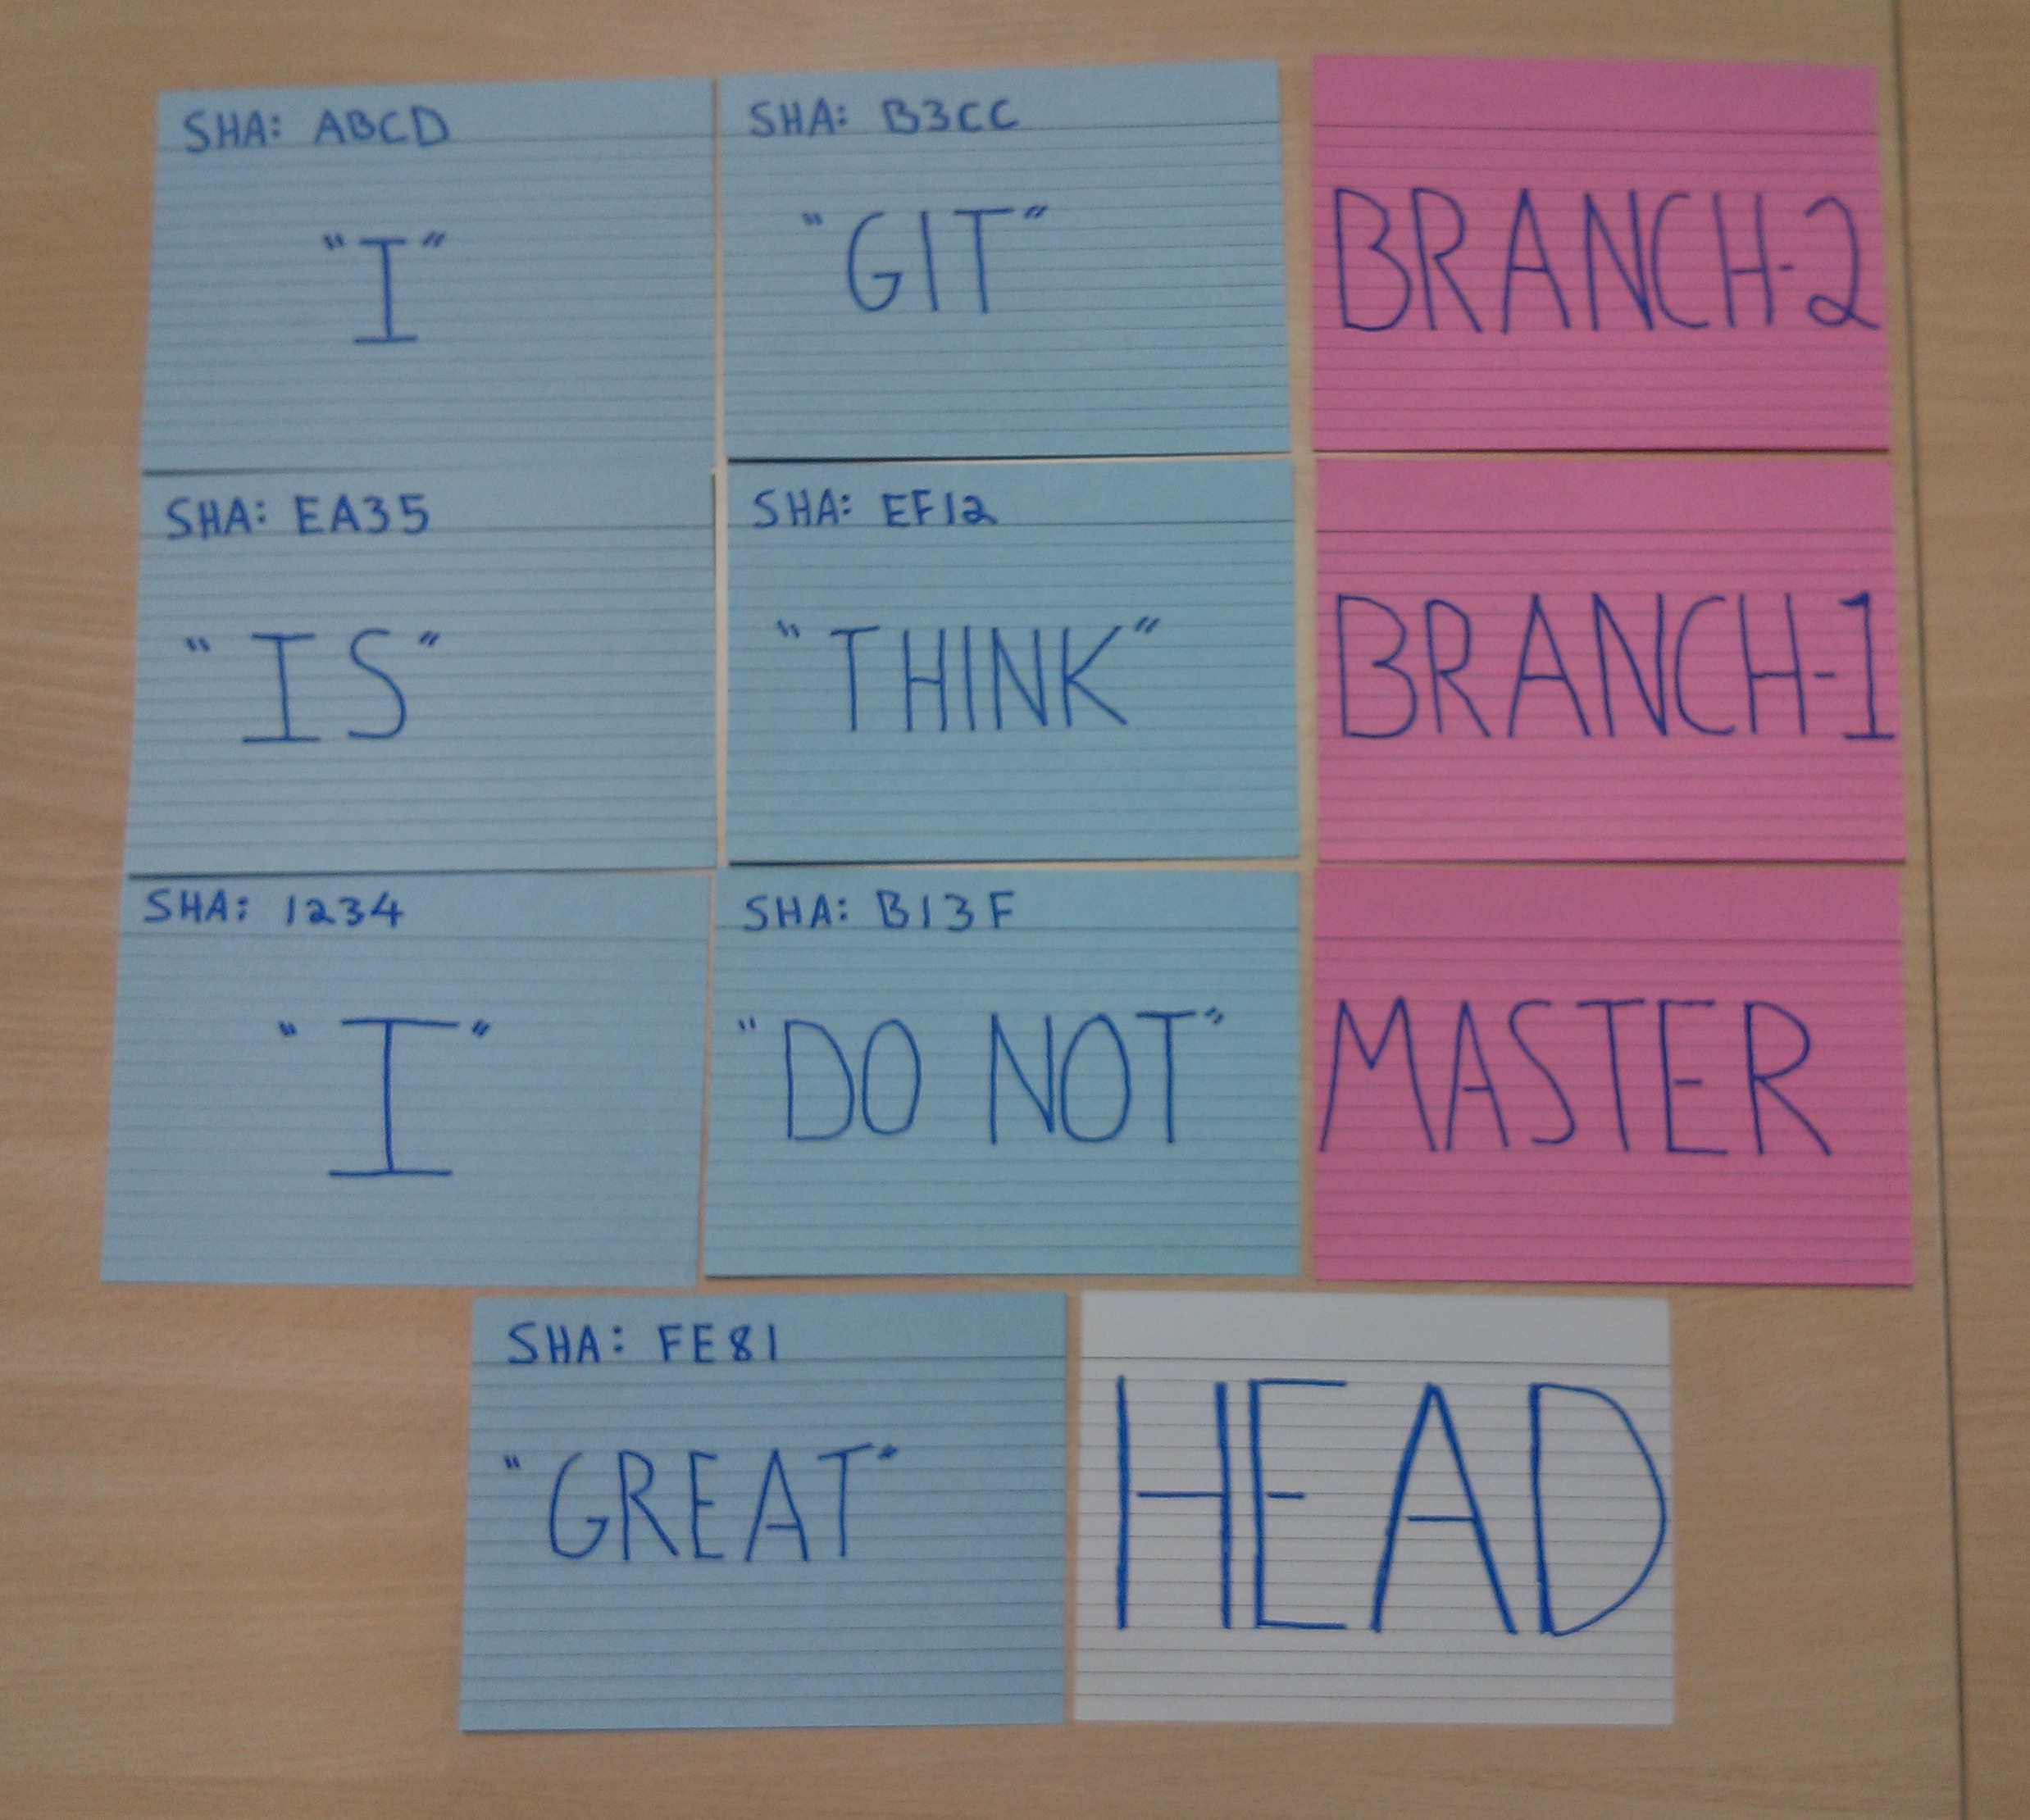 SHA: ABCD
"I"
SHA: B3CC
"GIT"
BRANCH-2
SHA: EA35
"IS"
SHA: EF12
"THINK"
BRANCH-1
SHA: 1234
"I"
SHA: B13F
"DO NOT"
MASTER
SHA: FE81
"GREAT"
HEAD